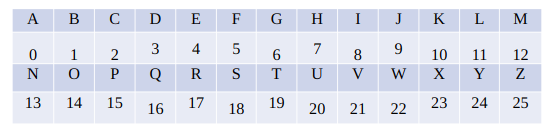 A B C D E F G H I J K L M
0 1 2 3 4 5 6 7 8 9 10 11 12
N O P Q R S T U V W X Y Z
13 14 15 16 17 18 19 20 21 22 23 24 25